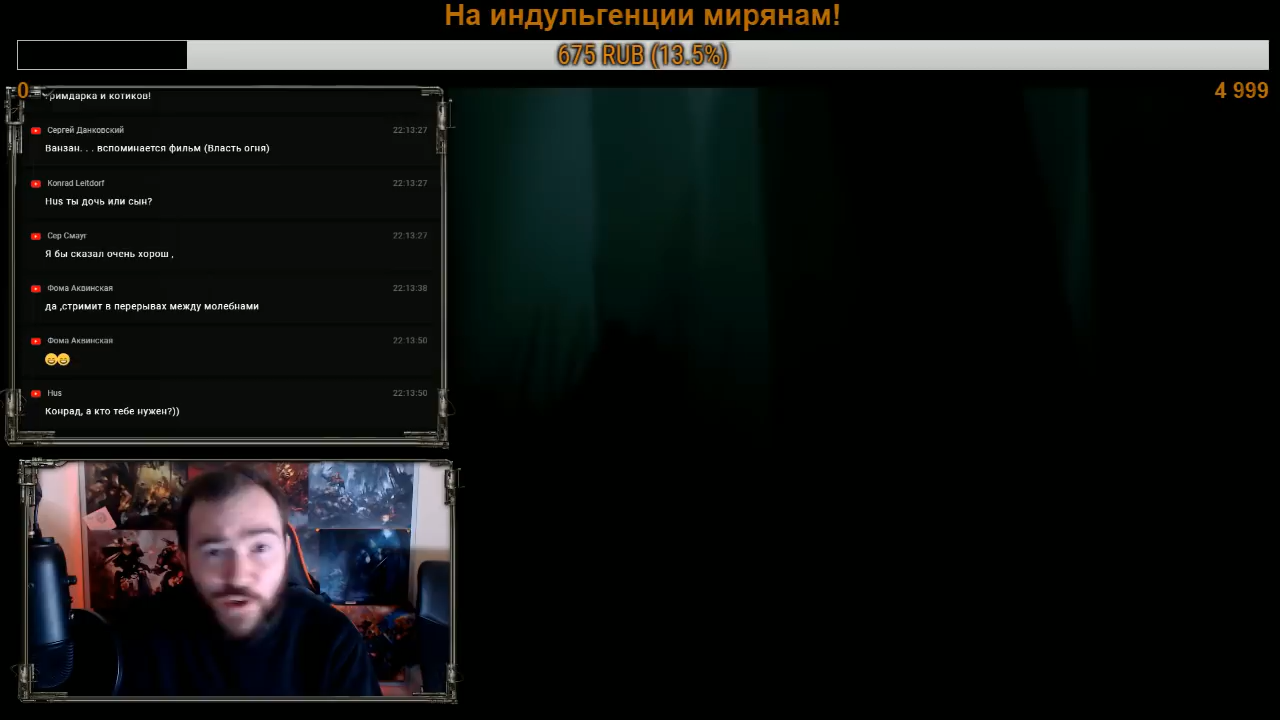 На индульгенции мирянам!
675 RUB (13.5%)
0
4 999
гримдарка и котиков!
Сергей Данковский 22:13:27
Ванзан. . . вспоминается фильм (Власть огня)
Konrad Leitdorf 22:13:27
Hus ты дочь или сын?
Сер Смауг 22:13:27
Я бы сказал очень хорош ,
Фома Аквинская 22:13:38
да ,стримит в перерывах между молебнами
Фома Аквинская 22:13:50
😄😄
Hus 22:13:50
Конрад, а кто тебе нужен?))